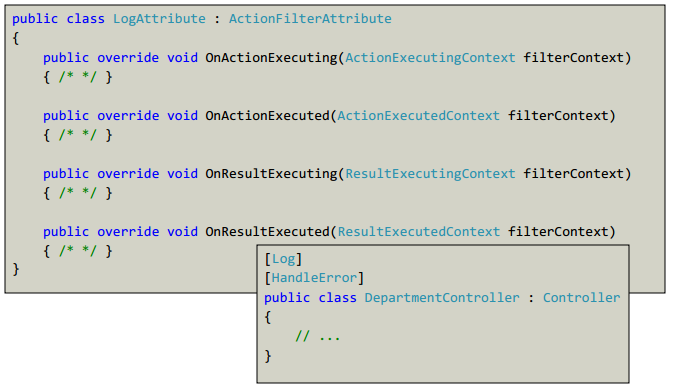 public class LogAttribute : ActionFilterAttribute
{
    public override void OnActionExecuting(ActionExecutingContext filterContext)
    { /* */ }
    public override void OnActionExecuted(ActionExecutedContext filterContext)
    { /* */ }
    public override void OnResultExecuting(ResultExecutingContext filterContext)
    { /* */ }
    public override void OnResultExecuted(ResultExecutedContext filterContext)
    { /* */ }
}
[Log]
[HandleError]
public class DepartmentController : Controller
{
    // ...
}